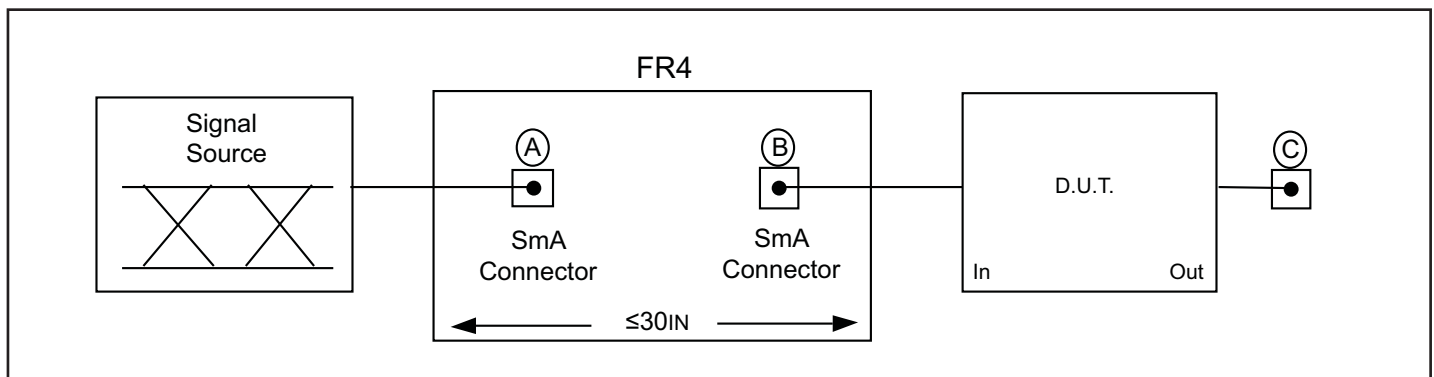 FR4
Signal
Source
A
B
C
D.U.T.
SmA
Connector
SmA
Connector
In
Out
≤30IN